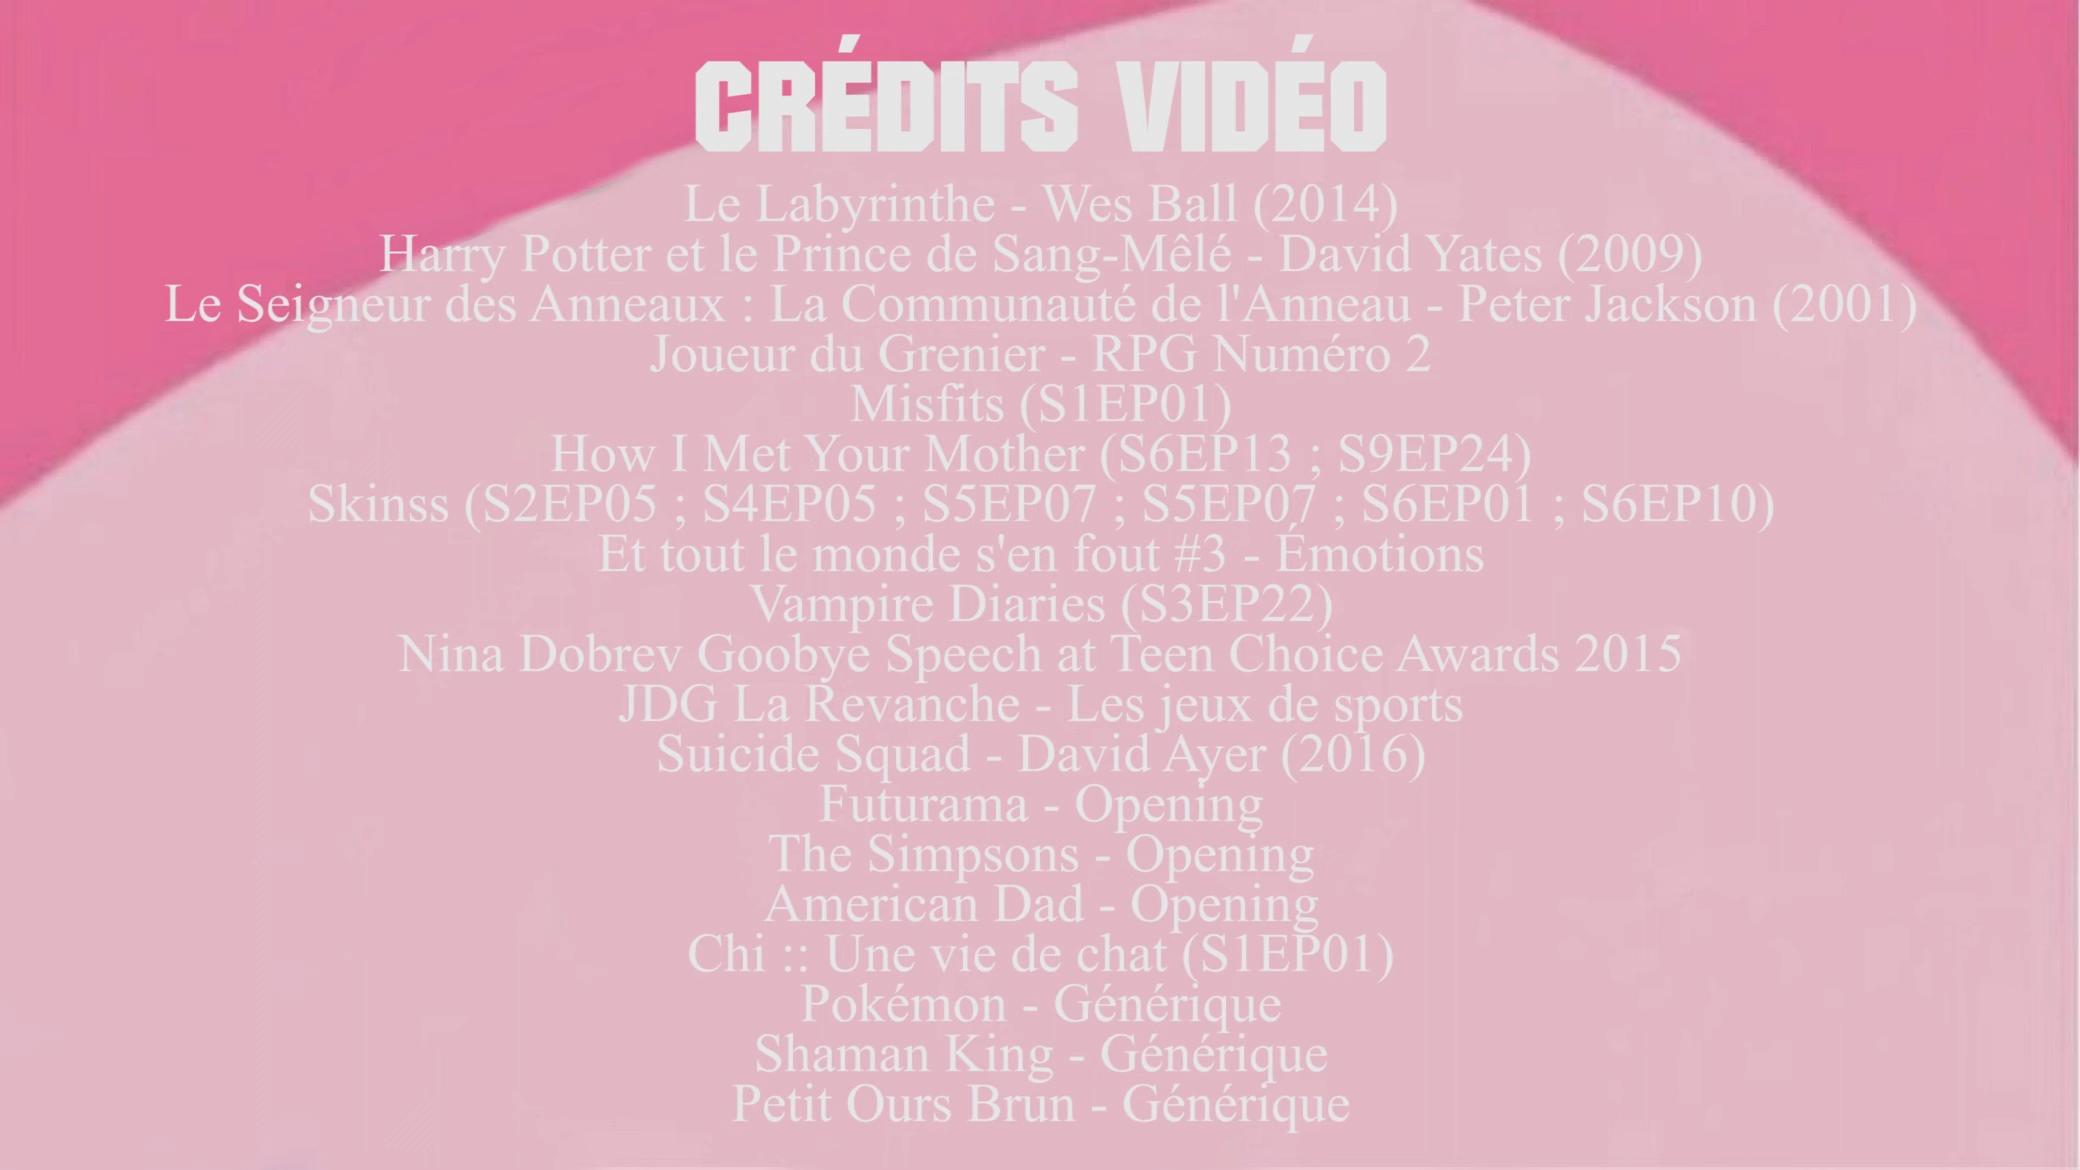 CRÉDITS VIDÉO
Le Labyrinthe - Wes Ball (2014)
Harry Potter et le Prince de Sang-Mêlé - David Yates (2009)
Le Seigneur des Anneaux : La Communauté de l'Anneau - Peter Jackson (2001)
Joueur du Grenier - RPG Numéro 2
Misfits (S1EP01)
How I Met Your Mother (S6EP13 ; S9EP24)
Skinss (S2EP05 ; S4EP05 ; S5EP07 ; S5EP07 ; S6EP01 ; S6EP10)
Et tout le monde s'en fout #3 - Émotions
Vampire Diaries (S3EP22)
Nina Dobrev Goobye Speech at Teen Choice Awards 2015
JDG La Revanche - Les jeux de sports
Suicide Squad - David Ayer (2016)
Futurama - Opening
The Simpsons - Opening
American Dad - Opening
Chi :: Une vie de chat (S1EP01)
Pokémon - Générique
Shaman King - Générique
Petit Ours Brun - Générique